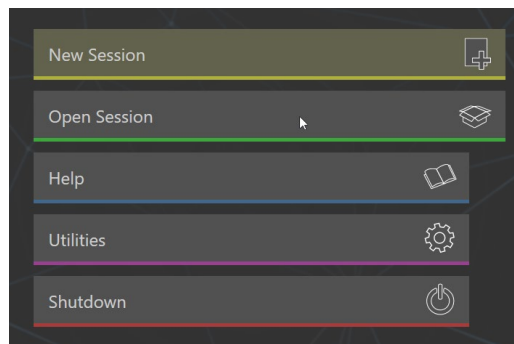 New Session
Open Session
Help
Utilities
Shutdown